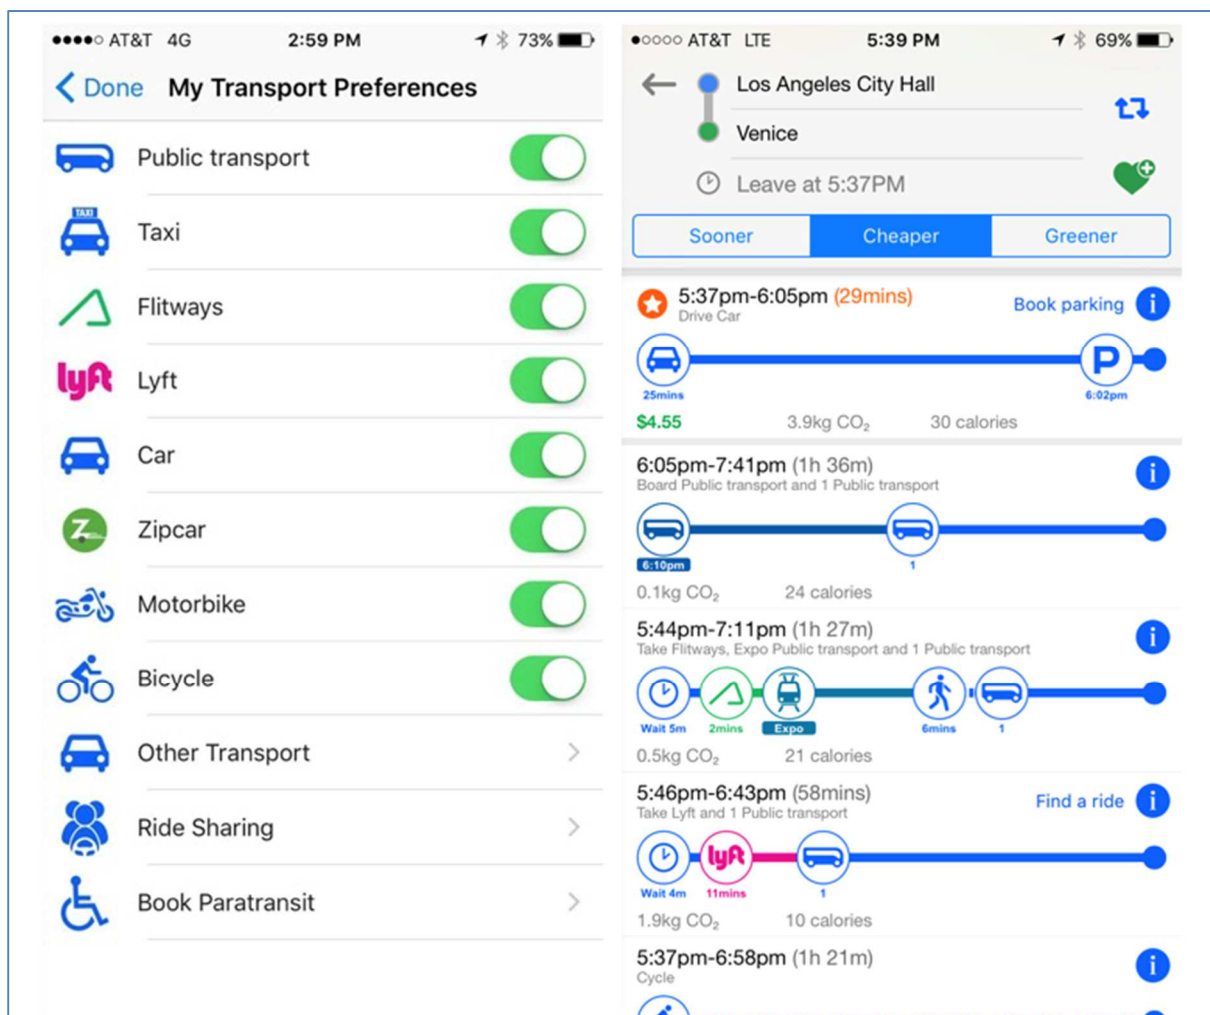 AT&T 4G 2:59 PM 73%
Done My Transport Preferences
Public transport
TAXI
Taxi
Flitways
lyft
Lyft
Car
Z
Zipcar
Motorbike
Bicycle
Other Transport
Ride Sharing
Book Paratransit
AT&T LTE 5:39 PM 69%
Los Angeles City Hall
Venice
Leave at 5:37PM
Sooner Cheaper Greener
5:37pm-6:05pm (29mins)
Drive Car
Book parking i
P
25mins 6:02pm
$4.55 3.9kg CO₂ 30 calories
6:05pm-7:41pm (1h 36m) i
Board Public transport and 1 Public transport
6:10pm 1
0.1kg CO₂ 24 calories
5:44pm-7:11pm (1h 27m) i
Take Flitways, Expo Public transport and 1 Public transport
Wait 5m 2mins Expo 6mins 1
0.5kg CO₂ 21 calories
5:46pm-6:43pm (58mins)
Take Lyft and 1 Public transport
Find a ride i
lyft
Wait 4m 11mins 1
1.9kg CO₂ 10 calories
5:37pm-6:58pm (1h 21m) i
Cycle